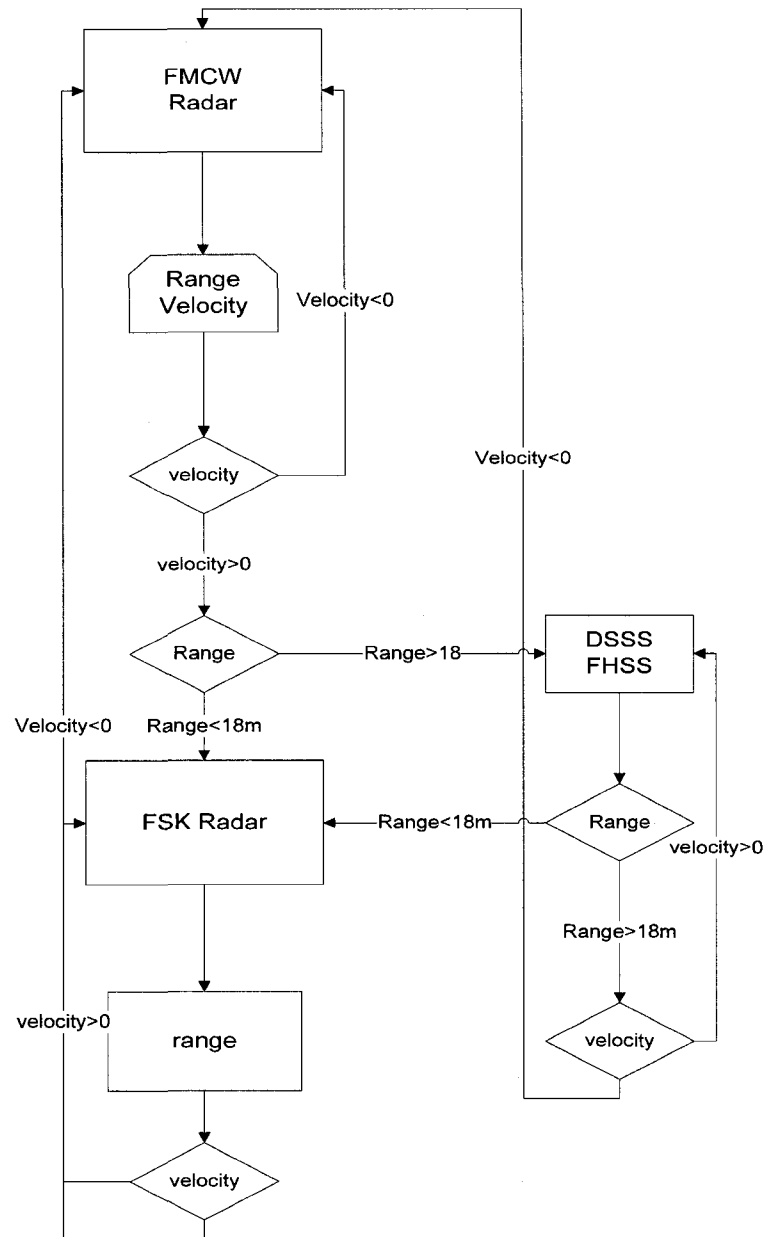 FMCW
Radar
Range
Velocity
Velocity<0
velocity
Velocity<0
velocity>0
Range
Range>18
DSSS
FHSS
Velocity<0
Range<18m
FSK Radar
Range<18m
Range
velocity>0
Range>18m
velocity>0
range
velocity
velocity